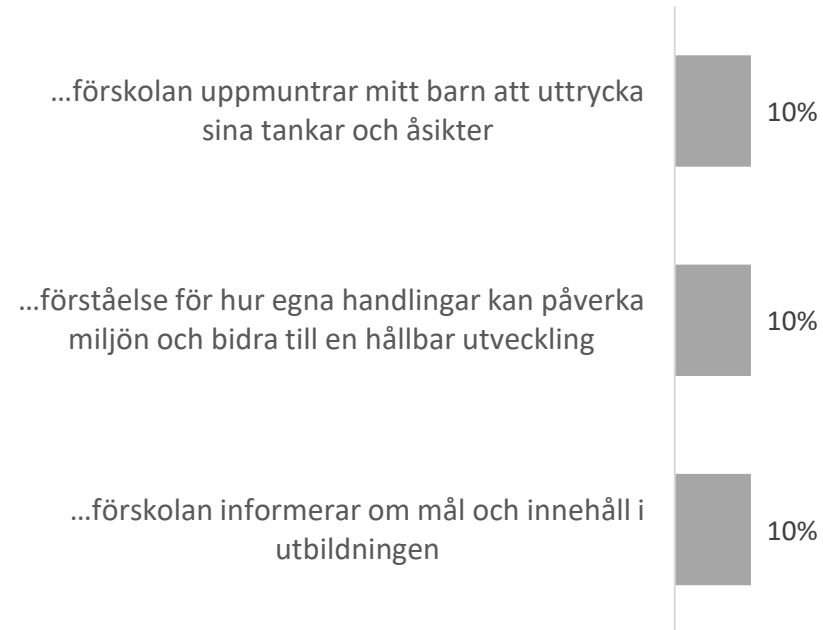 ...förskolan uppmuntrar mitt barn att uttrycka
sina tankar och åsikter
10%
...förståelse för hur egna handlingar kan påverka
miljön och bidra till en hållbar utveckling
10%
...förskolan informerar om mål och innehåll i
utbildningen
10%